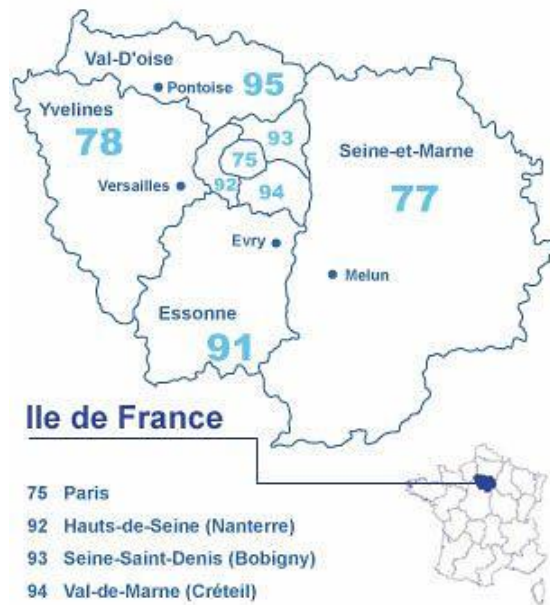 Val-D'oise
Pontoise 95
Yvelines
78
93
75
Seine-et-Marne
Versailles
92
94
77
Evry
Melun
Essonne
91
Ile de France
75 Paris
92 Hauts-de-Seine (Nanterre)
93 Seine-Saint-Denis (Bobigny)
94 Val-de-Marne (Créteil)